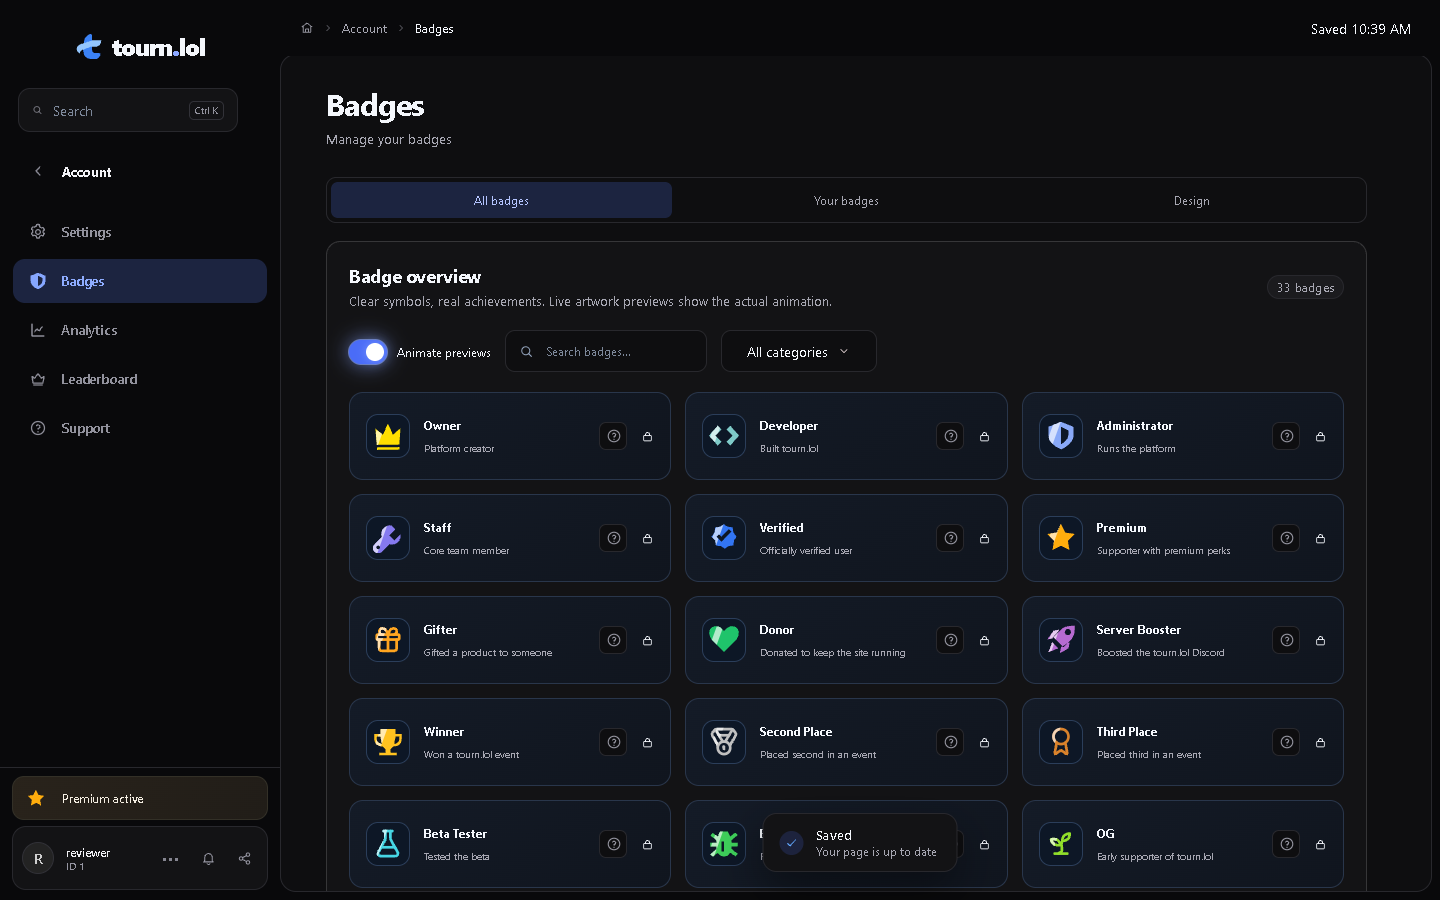 tourn.lol
Search
Ctrl K
Account
Settings
Badges
Analytics
Leaderboard
Support
Premium active
R
reviewer
ID 1
Account
Badges
Saved 10:39 AM
Badges
Manage your badges
All badges
Your badges
Design
Badge overview
Clear symbols, real achievements. Live artwork previews show the actual animation.
33 badges
Animate previews
Search badges...
All categories
Owner
Platform creator
Developer
Built tourn.lol
Administrator
Runs the platform
Staff
Core team member
Verified
Officially verified user
Premium
Supporter with premium perks
Gifter
Gifted a product to someone
Donor
Donated to keep the site running
Server Booster
Boosted the tourn.lol Discord
Winner
Won a tourn.lol event
Second Place
Placed second in an event
Third Place
Placed third in an event
Beta Tester
Tested the beta
Saved
Your page is up to date
OG
Early supporter of tourn.lol